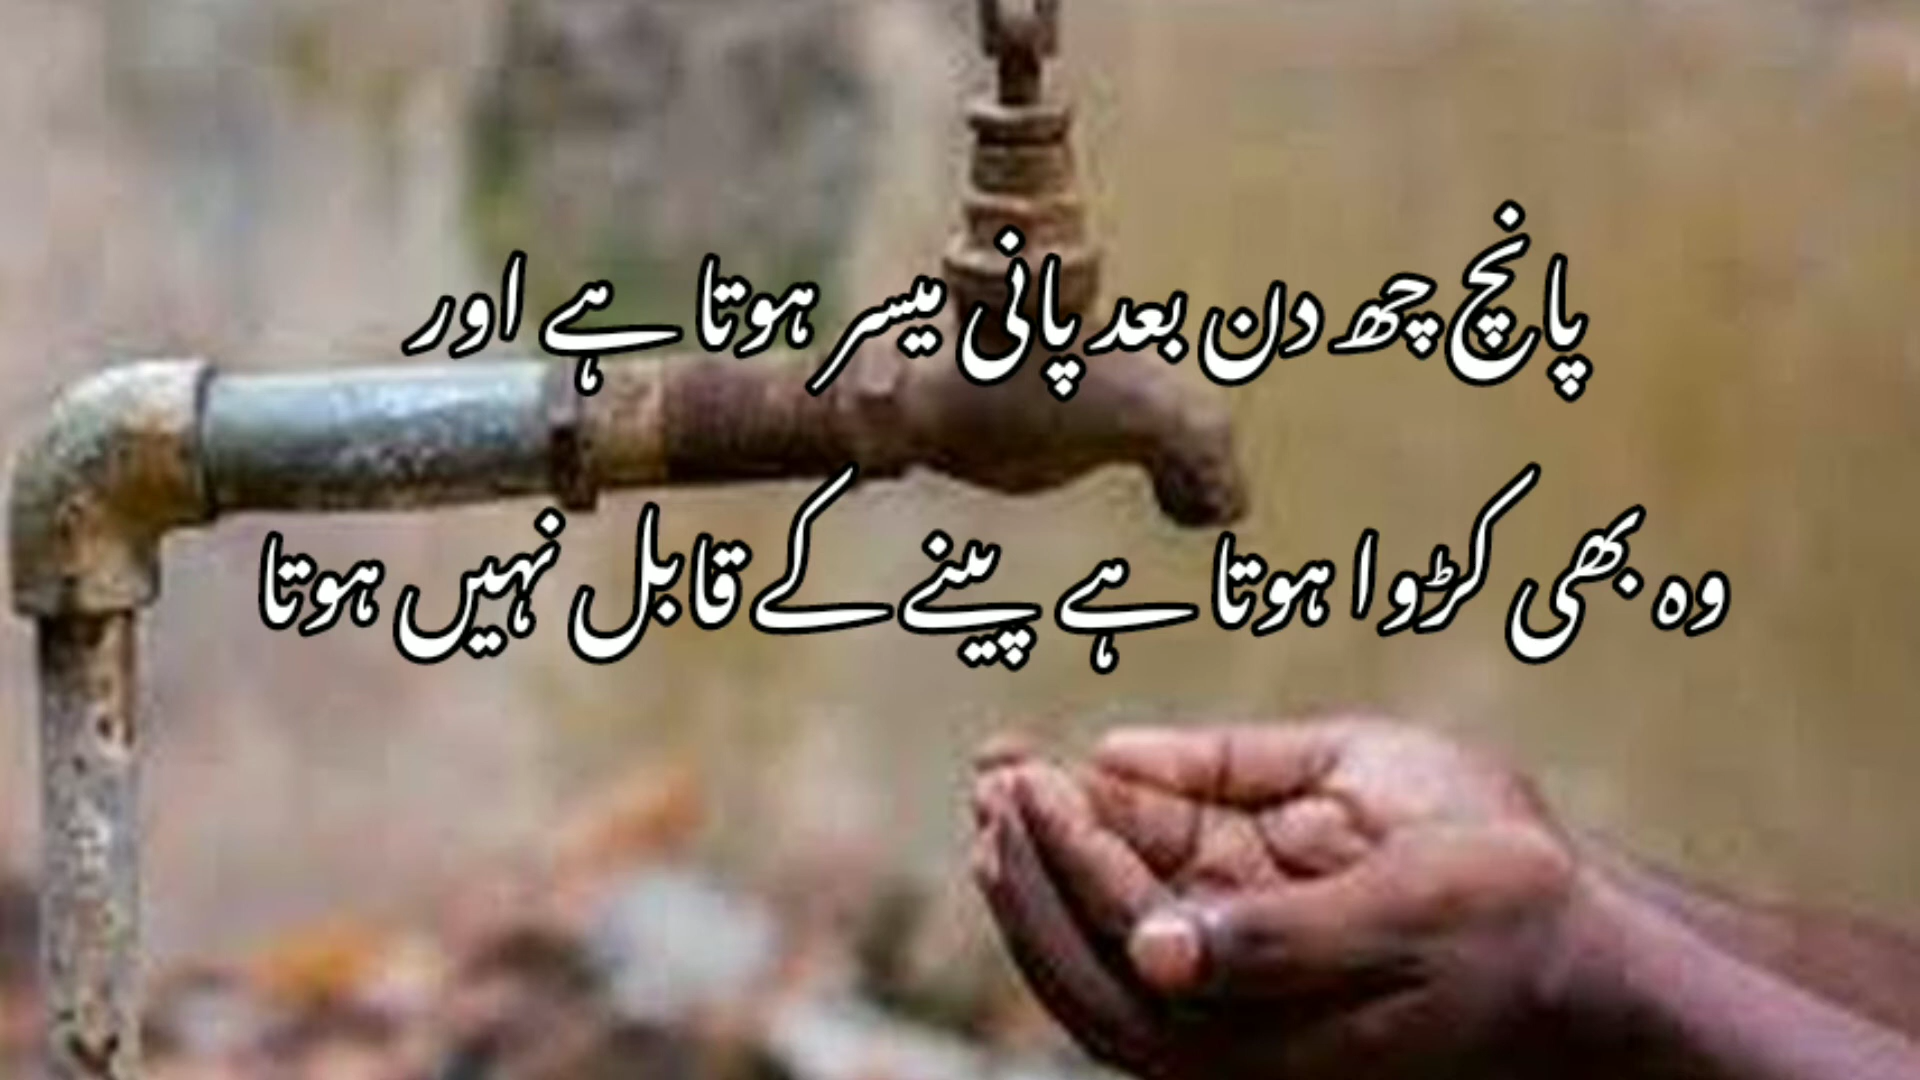 پانچ چھ دن بعد پانی میسر ہوتا ہے اور
وہ بھی کڑوا ہوتا ہے پینے کے قابل نہیں ہوتا